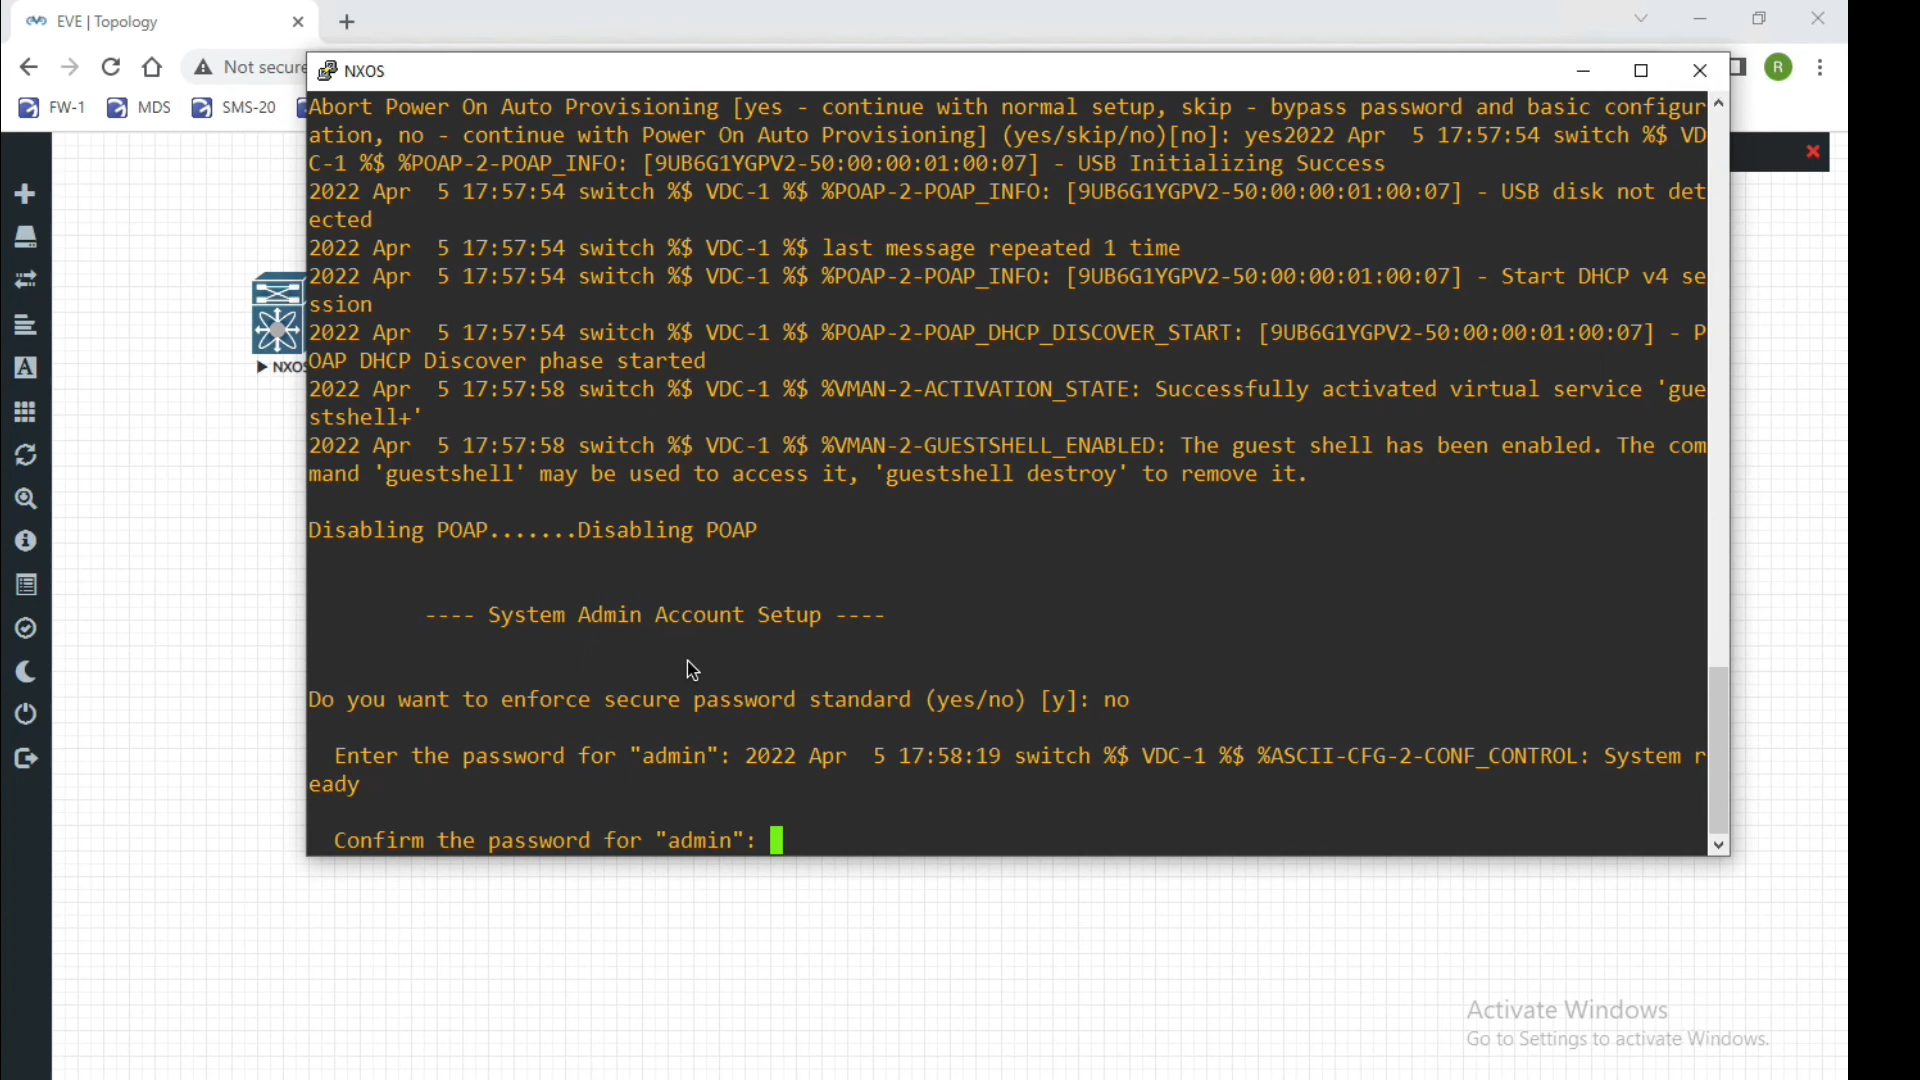 EVE | Topology
Not secure
R
FW-1
MDS
SMS-20
NXOS
Abort Power On Auto Provisioning [yes - continue with normal setup, skip - bypass password and basic configur
ation, no - continue with Power On Auto Provisioning] (yes/skip/no)[no]: yes2022 Apr  5 17:57:54 switch %$ VD
C-1 %$ %POAP-2-POAP_INFO: [9UB6G1YGPV2-50:00:00:01:00:07] - USB Initializing Success
2022 Apr  5 17:57:54 switch %$ VDC-1 %$ %POAP-2-POAP_INFO: [9UB6G1YGPV2-50:00:00:01:00:07] - USB disk not det
ected
2022 Apr  5 17:57:54 switch %$ VDC-1 %$ last message repeated 1 time
2022 Apr  5 17:57:54 switch %$ VDC-1 %$ %POAP-2-POAP_INFO: [9UB6G1YGPV2-50:00:00:01:00:07] - Start DHCP v4 se
ssion
2022 Apr  5 17:57:54 switch %$ VDC-1 %$ %POAP-2-POAP_DHCP_DISCOVER_START: [9UB6G1YGPV2-50:00:00:01:00:07] - P
OAP DHCP Discover phase started
2022 Apr  5 17:57:58 switch %$ VDC-1 %$ %VMAN-2-ACTIVATION_STATE: Successfully activated virtual service 'gue
stshell+'
2022 Apr  5 17:57:58 switch %$ VDC-1 %$ %VMAN-2-GUESTSHELL_ENABLED: The guest shell has been enabled. The com
mand 'guestshell' may be used to access it, 'guestshell destroy' to remove it.
Disabling POAP.......Disabling POAP
---- System Admin Account Setup ----
Do you want to enforce secure password standard (yes/no) [y]: no
Enter the password for "admin": 2022 Apr  5 17:58:19 switch %$ VDC-1 %$ %ASCII-CFG-2-CONF_CONTROL: System r
eady
Confirm the password for "admin":
NXOS
Activate Windows
Go to Settings to activate Windows.